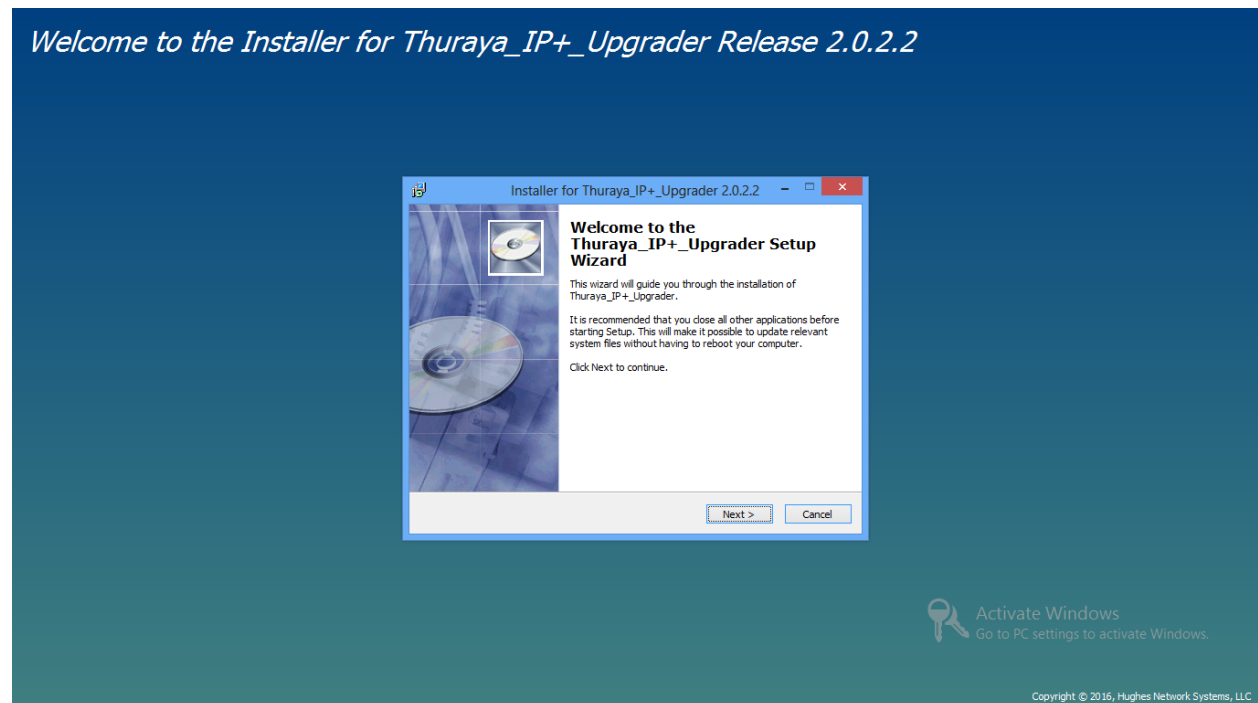 Welcome to the Installer for Thuraya_IP+_Upgrader Release 2.0.2.2
Installer for Thuraya_IP+_Upgrader 2.0.2.2
Welcome to the
Thuraya_IP+_Upgrader Setup
Wizard
This wizard will guide you through the installation of
Thuraya_IP+_Upgrader.
It is recommended that you close all other applications before
starting Setup. This will make it possible to update relevant
system files without having to reboot your computer.
Click Next to continue.
Next >
Cancel
Activate Windows
Go to PC settings to activate Windows.
Copyright © 2016, Hughes Network Systems, LLC